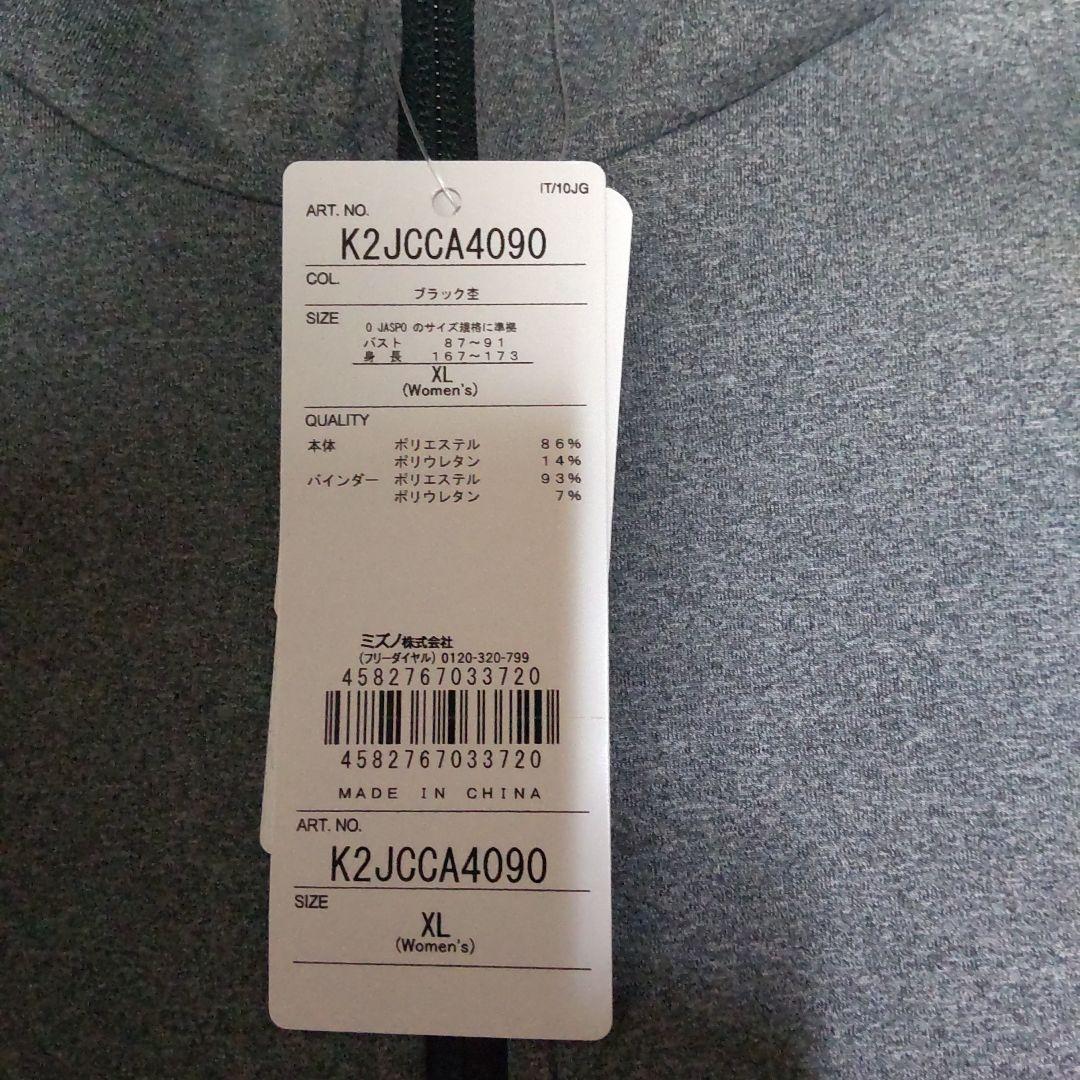 IT/10JG
ART. NO.
K2JCCA4090
COL.
ブラック杢
SIZE
O JASPO のサイズ規格に準拠
バスト 87~91
身長 167~173
XL
(Women's)
QUALITY
本体 ポリエステル 86%
ポリウレタン 14%
バインダー ポリエステル 93%
ポリウレタン 7%
ミズノ株式会社
(フリーダイヤル) 0120-320-799
4582767033720
4582767033720
MADE IN CHINA
ART. NO.
K2JCCA4090
SIZE
XL
(Women's)